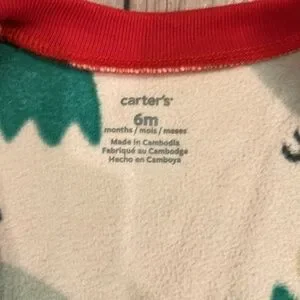 carter's
6m
months / mois / meses
Made in Cambodia
Fabriqué au Cambodge
Hecho en Camboya